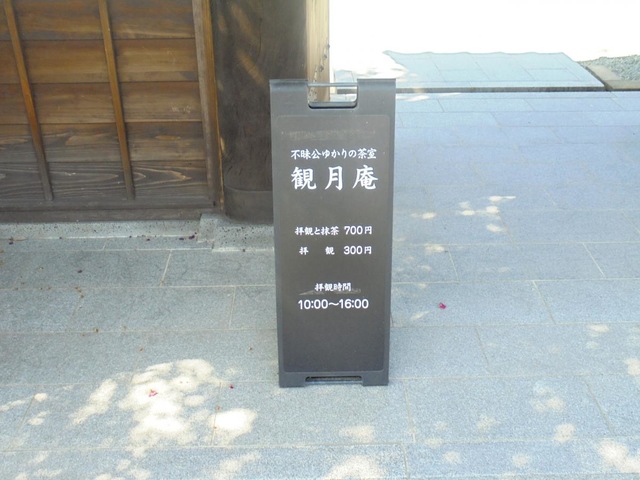 不昧公ゆかりの茶室
観月庵
拝観と抹茶 700円
拝観 300円
拝観時間
10:00～16:00